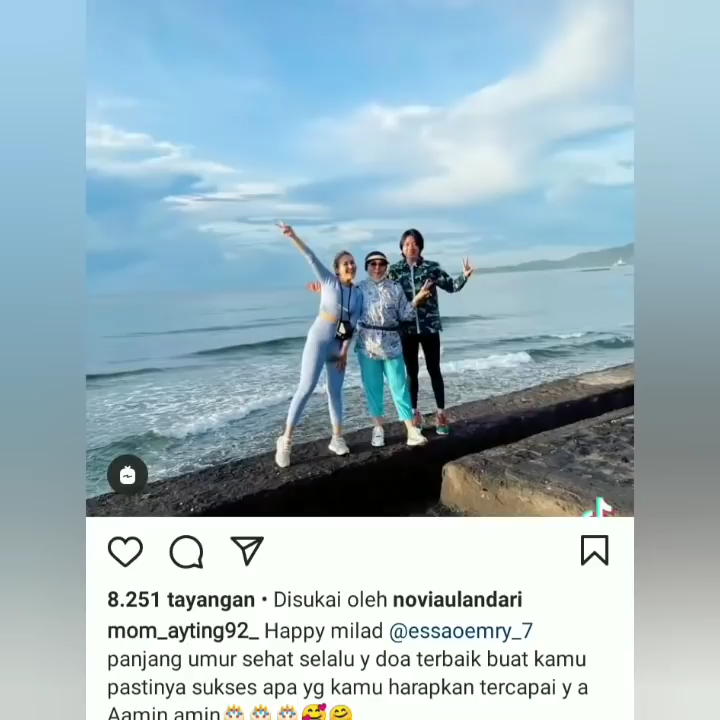 8.251 tayangan • Disukai oleh noviaulandari
mom_ayting92_ Happy milad @essaoemry_7
panjang umur sehat selalu y doa terbaik buat kamu
pastinya sukses apa yg kamu harapkan tercapai y a
Aamin amin🎂🎂🎂🥰🤗